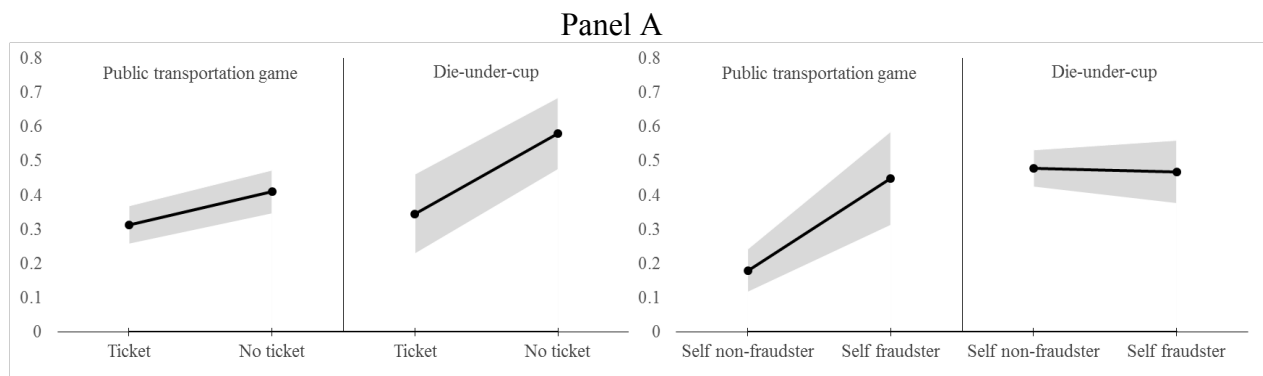 Panel A
0.8
0.7
0.6
0.5
0.4
0.3
0.2
0.1
0
Public transportation game
Die-under-cup
Ticket No ticket Ticket No ticket
0.8
0.7
0.6
0.5
0.4
0.3
0.2
0.1
0
Public transportation game
Die-under-cup
Self non-fraudster Self fraudster Self non-fraudster Self fraudster